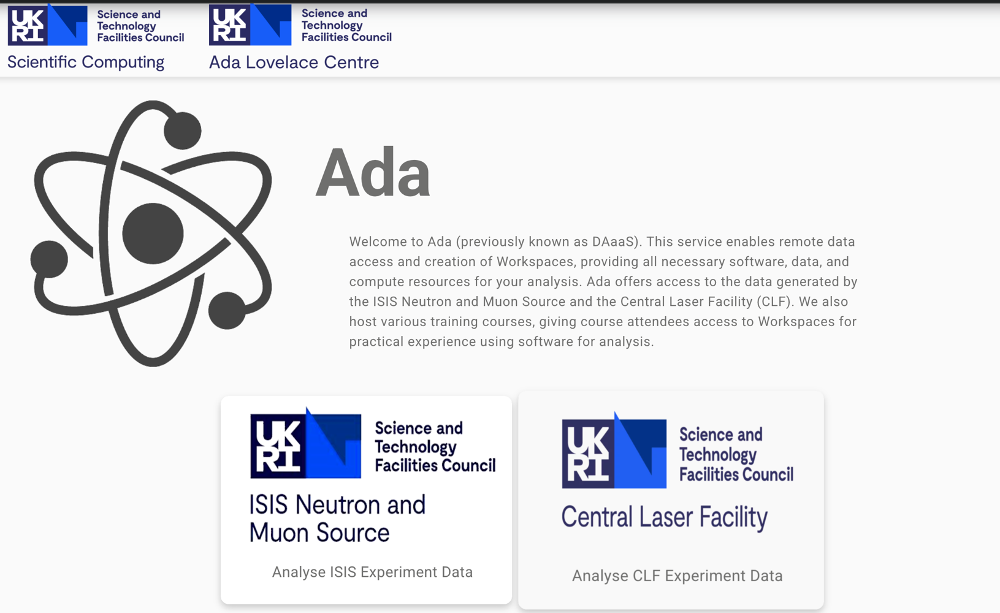 UK
RI
Science and
Technology
Facilities Council
Scientific Computing
UK
RI
Science and
Technology
Facilities Council
Ada Lovelace Centre
Ada
Welcome to Ada (previously known as DAaaS). This service enables remote data
access and creation of Workspaces, providing all necessary software, data, and
compute resources for your analysis. Ada offers access to the data generated by
the ISIS Neutron and Muon Source and the Central Laser Facility (CLF). We also
host various training courses, giving course attendees access to Workspaces for
practical experience using software for analysis.
UK
RI
Science and
Technology
Facilities Council
ISIS Neutron and
Muon Source
Analyse ISIS Experiment Data
UK
RI
Science and
Technology
Facilities Council
Central Laser Facility
Analyse CLF Experiment Data